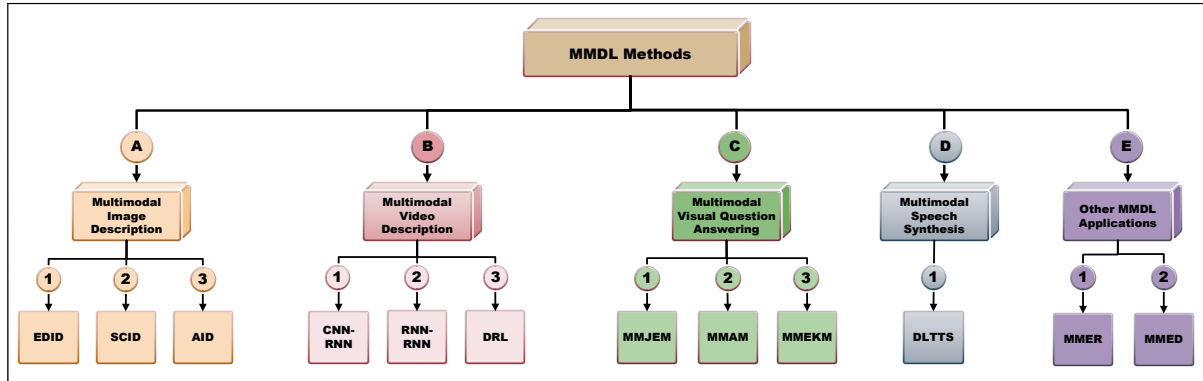 MMDL Methods
A
B
C
D
E
Multimodal
Image
Description
Multimodal
Video
Description
Multimodal
Visual Question
Answering
Multimodal
Speech
Synthesis
Other MMDL
Applications
1
2
3
1
2
3
1
2
3
1
1
2
EDID
SCID
AID
CNN-
RNN
RNN-
RNN
DRL
MMJEM
MMAM
MMEKM
DLTTS
MMER
MMED